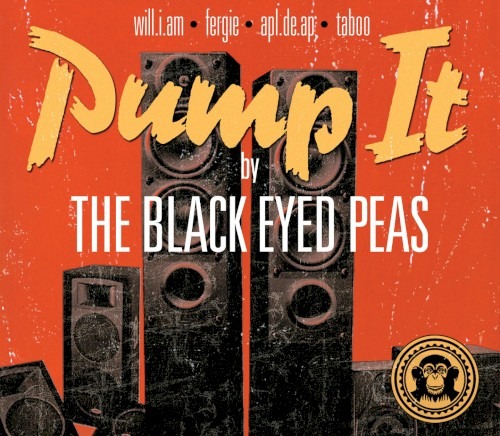 will.i.am • fergie • apl.de.ap • taboo
Pump It
by
THE BLACK EYED PEAS